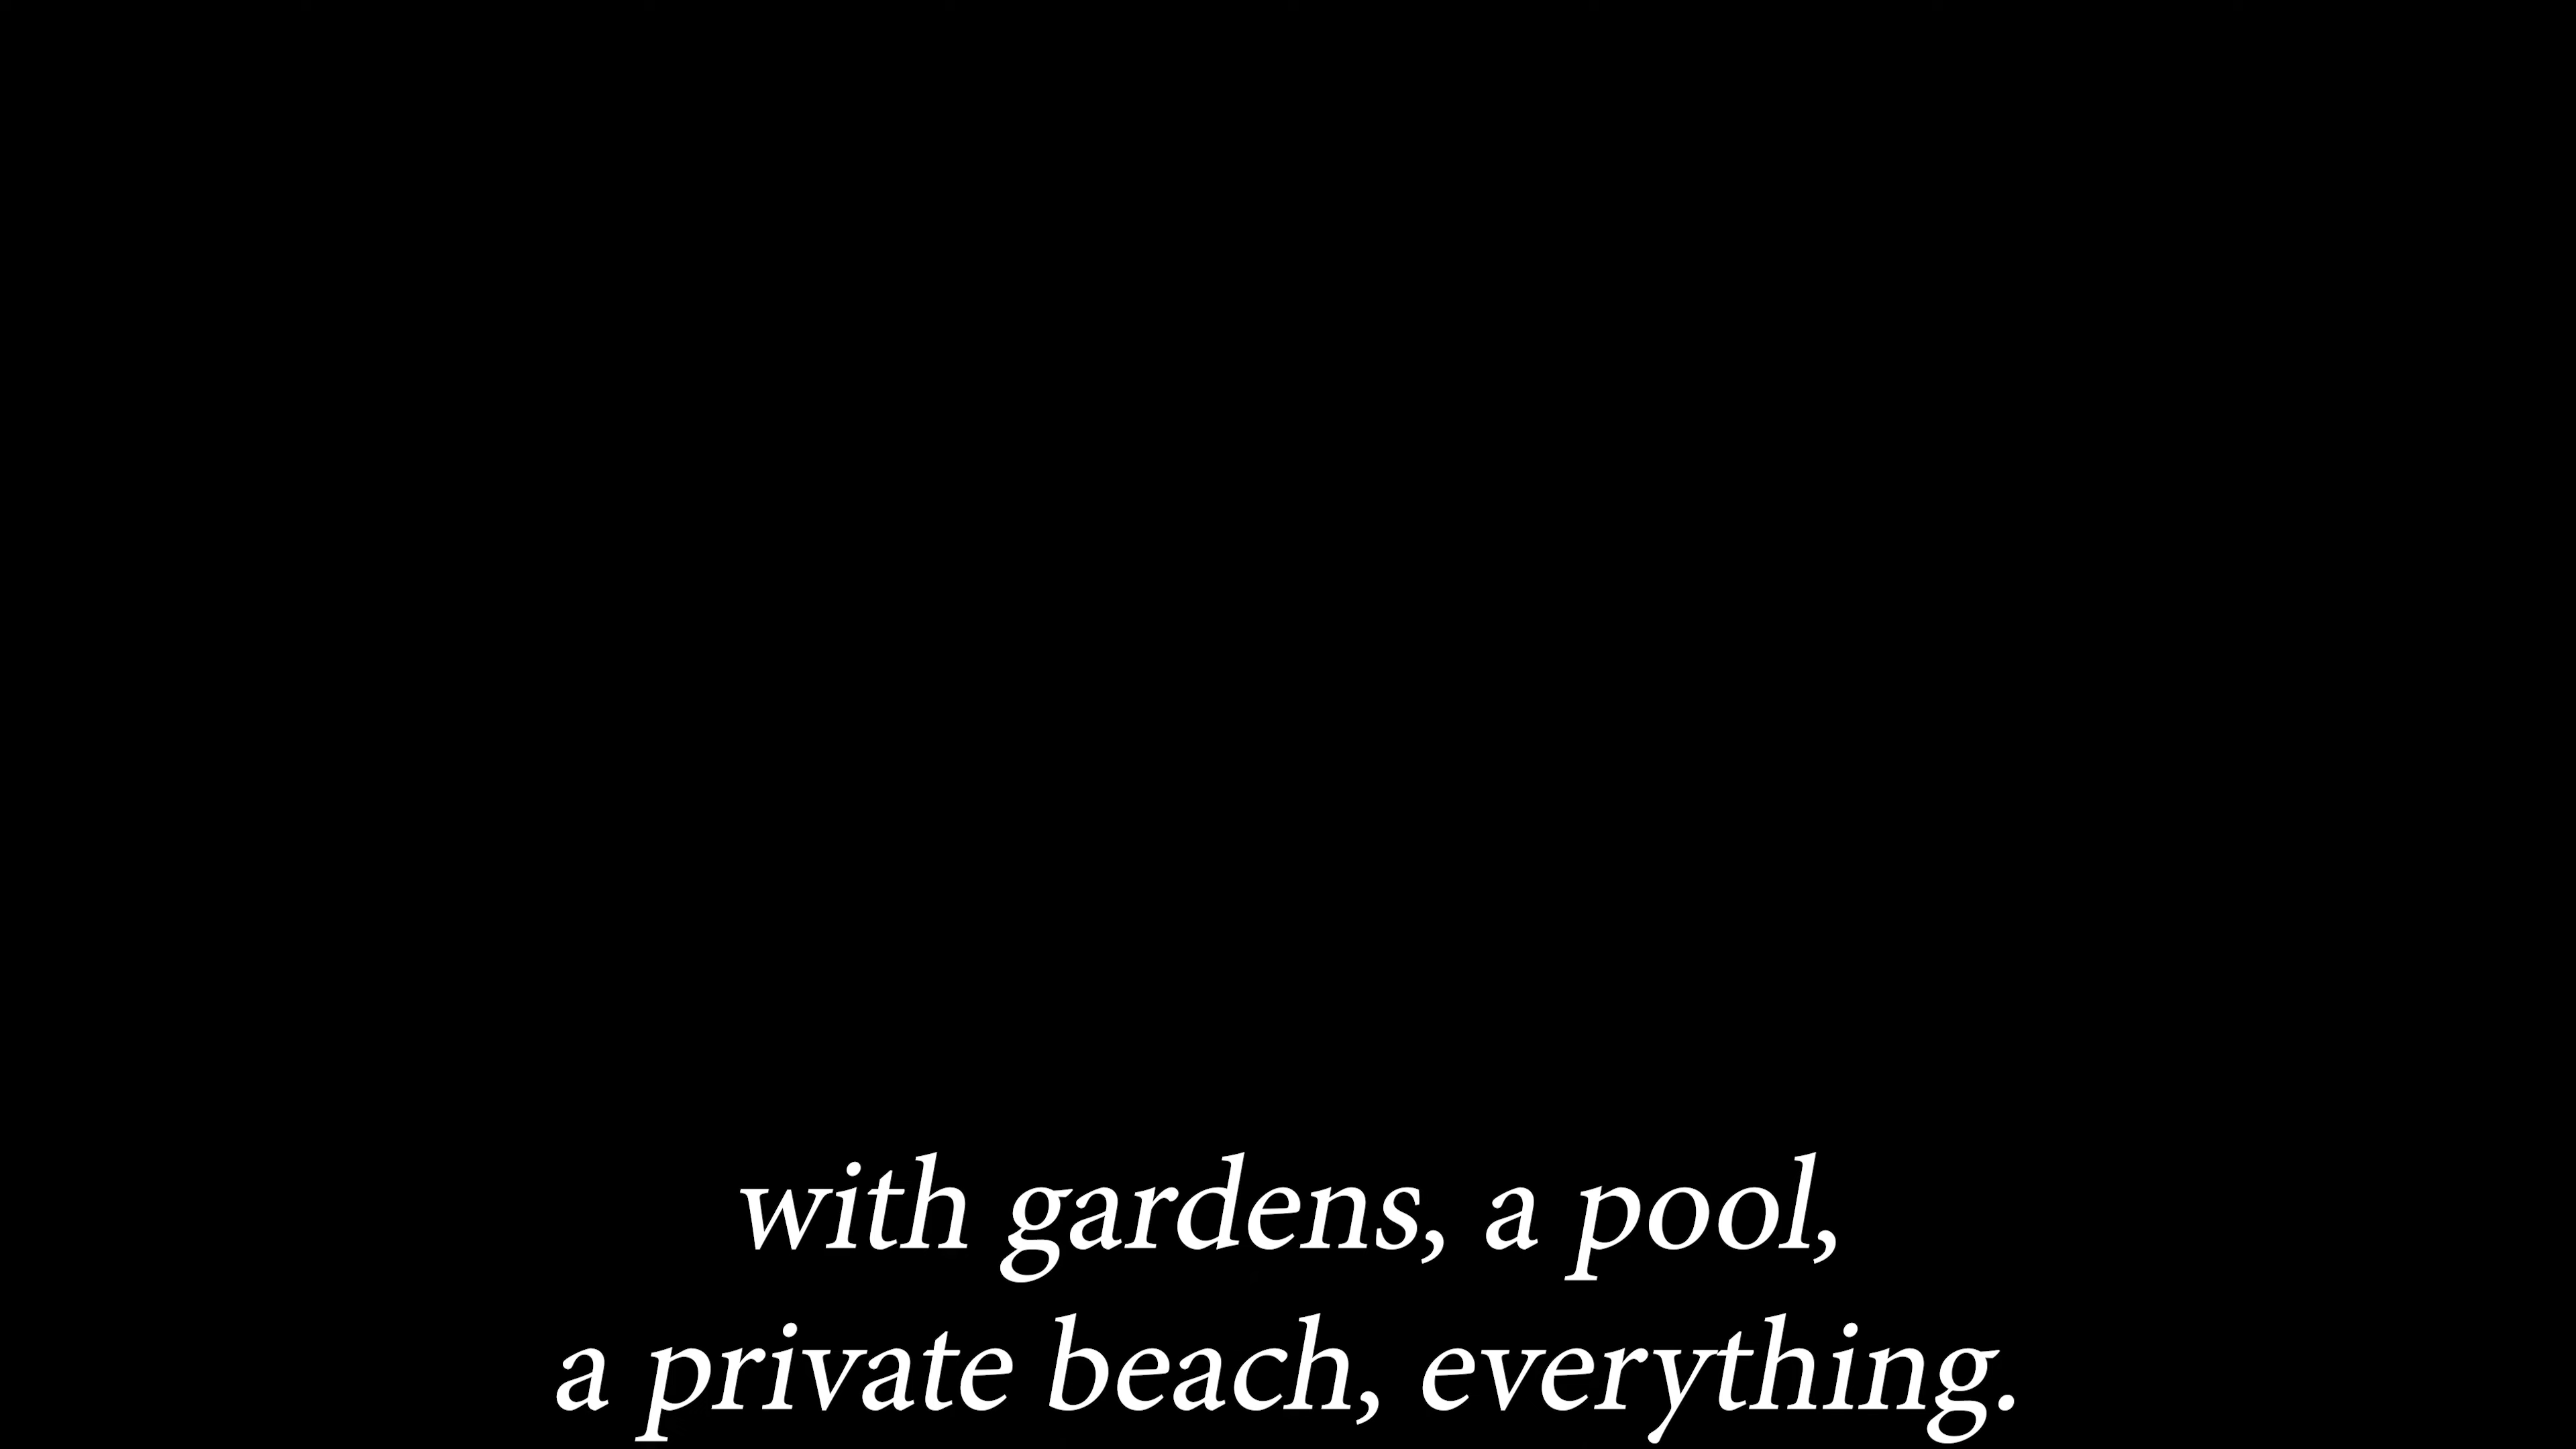 with gardens, a pool,
a private beach, everything.